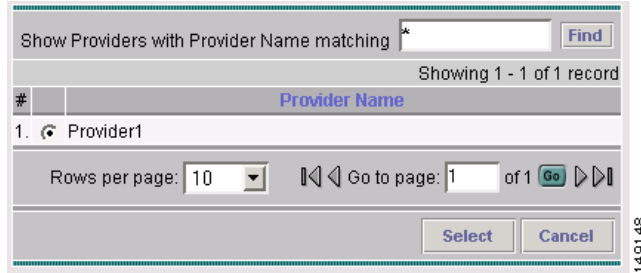 Show Providers with Provider Name matching * Find
Showing 1 - 1 of 1 record
# Provider Name
1. Provider1
Rows per page: 10 Go to page: 1 of 1 Go
Select Cancel
149148